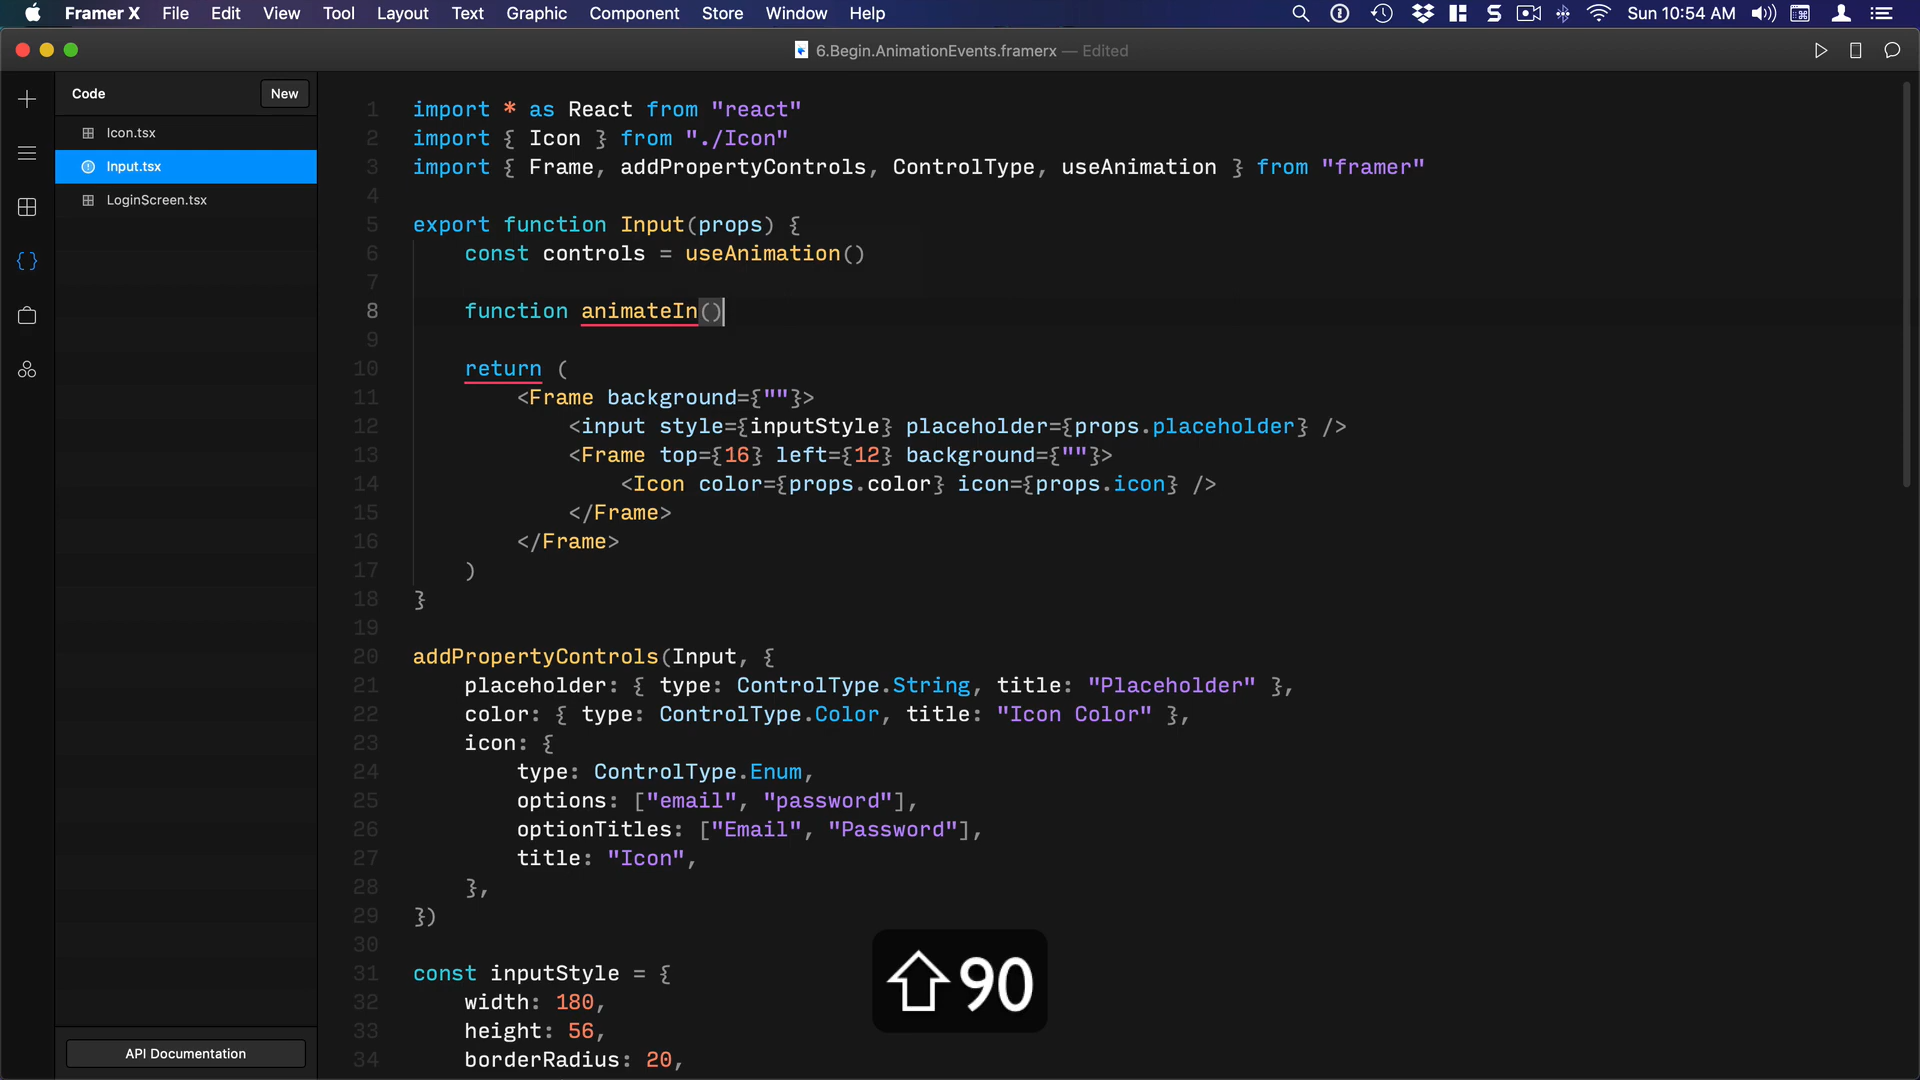 Framer X File Edit View Tool Layout Text Graphic Component Store Window Help Sun 10:54 AM
6.Begin.AnimationEvents.framerx — Edited
Code New
Icon.tsx
Input.tsx
LoginScreen.tsx
API Documentation
1 import * as React from "react"
2 import { Icon } from "./Icon"
3 import { Frame, addPropertyControls, ControlType, useAnimation } from "framer"
4
5 export function Input(props) {
6 const controls = useAnimation()
7
8 function animateIn()
9
10 return (
11 <Frame background={""}>
12 <input style={inputStyle} placeholder={props.placeholder} />
13 <Frame top={16} left={12} background={""}>
14 <Icon color={props.color} icon={props.icon} />
15 </Frame>
16 </Frame>
17 )
18 }
19
20 addPropertyControls(Input, {
21 placeholder: { type: ControlType.String, title: "Placeholder" },
22 color: { type: ControlType.Color, title: "Icon Color" },
23 icon: {
24 type: ControlType.Enum,
25 options: ["email", "password"],
26 optionTitles: ["Email", "Password"],
27 title: "Icon",
28 },
29 })
30
31 const inputStyle = {
32 width: 180,
33 height: 56,
34 borderRadius: 20,
⇧90